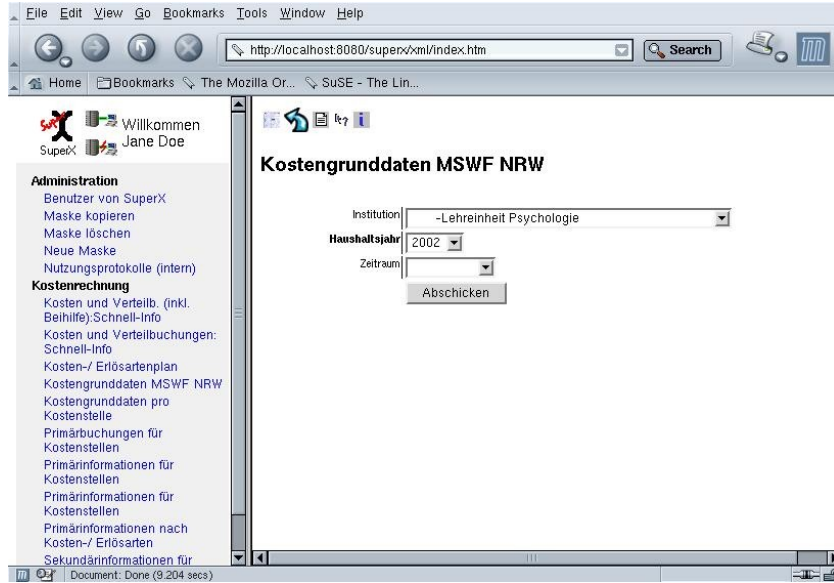 File Edit View Go Bookmarks Tools Window Help
http://localhost:8080/superx/xml/index.htm
Search
Home Bookmarks The Mozilla Or... SuSE - The Lin...
SuperX
Willkommen
Jane Doe
Administration
Benutzer von SuperX
Maske kopieren
Maske löschen
Neue Maske
Nutzungsprotokolle (intern)
Kostenrechnung
Kosten und Verteilb. (inkl.
Beihilfe):Schnell-Info
Kosten und Verteilbuchungen:
Schnell-Info
Kosten-/ Erlösartenplan
Kostengrunddaten MSWF NRW
Kostengrunddaten pro
Kostenstelle
Primärbuchungen für
Kostenstellen
Primärinformationen für
Kostenstellen
Primärinformationen für
Kostenstellen
Primärinformationen nach
Kosten-/ Erlösarten
Sekundärinformationen für
Kostengrunddaten MSWF NRW
Institution -Lehreinheit Psychologie
Haushaltsjahr 2002
Zeitraum
Abschicken
Document: Done (9.204 secs)